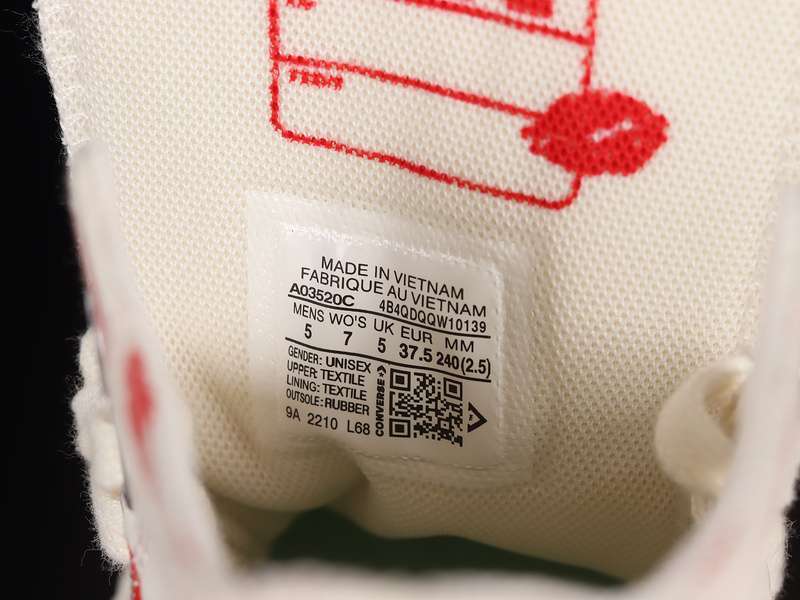 MADE IN VIETNAM
FABRIQUE AU VIETNAM
A03520C 4B4QDQQW10139
MENS WO'S UK EUR MM
5 7 5 37.5 240(2.5)
GENDER: UNISEX
UPPER: TEXTILE
LINING: TEXTILE
OUTSOLE: RUBBER
9A 2210 L68
CONVERSE